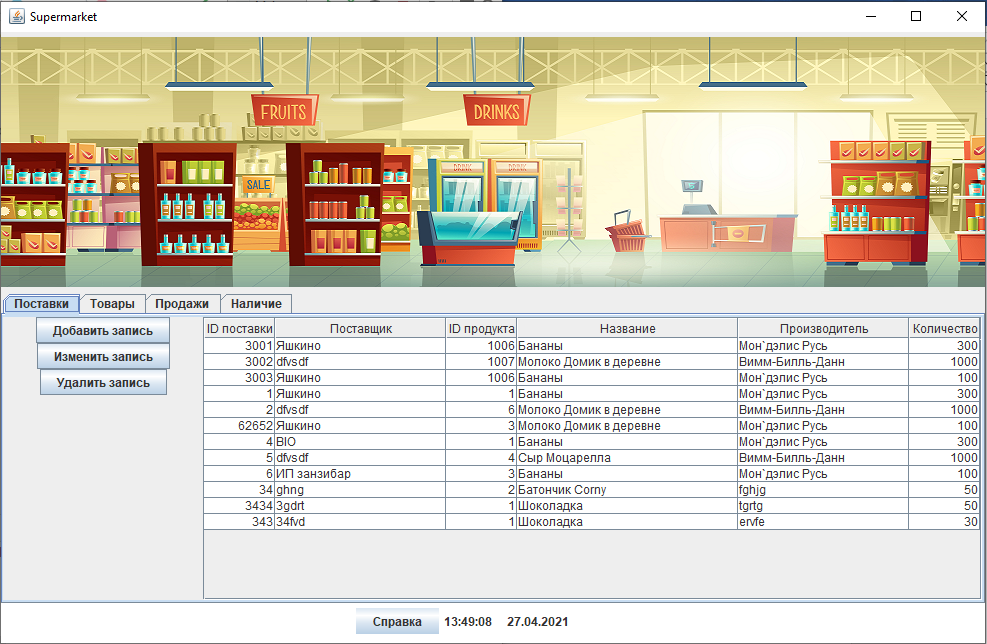 Supermarket
FRUITS
DRINKS
DRINK DRINK
SALE
Поставки Товары Продажи Наличие
Добавить запись
Изменить запись
Удалить запись
ID поставки Поставщик ID продукта Название Производитель Количество
3001 Яшкино 1006 Бананы Мон`дэлис Русь 300
3002 dfvsdf 1007 Молоко Домик в деревне Вимм-Билль-Данн 1000
3003 Яшкино 1006 Бананы Мон`дэлис Русь 100
1 Яшкино 1 Бананы Мон`дэлис Русь 300
2 dfvsdf 6 Молоко Домик в деревне Вимм-Билль-Данн 1000
62652 Яшкино 3 Молоко Домик в деревне Мон`дэлис Русь 100
4 BIO 1 Бананы Мон`дэлис Русь 300
5 dfvsdf 4 Сыр Моцарелла Вимм-Билль-Данн 1000
6 ИП занзибар 3 Бананы Мон`дэлис Русь 100
34 ghng 2 Батончик Corny fghjg 50
3434 3gdrt 1 Шоколадка tgrtg 50
343 34fvd 1 Шоколадка ervfe 30
Справка 13:49:08 27.04.2021